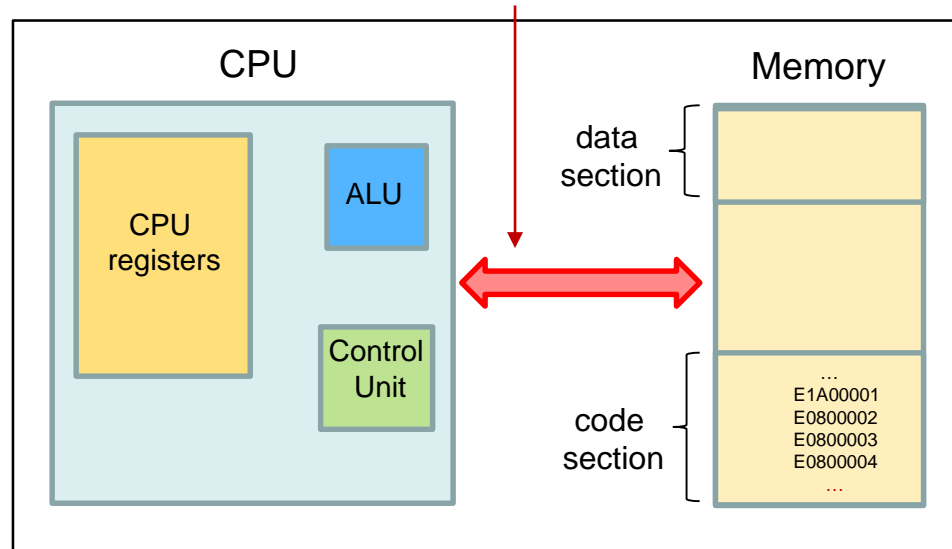 CPU
Memory
CPU
registers
ALU
Control
Unit
data
section
code
section
...
E1A00001
E0800002
E0800003
E0800004
...